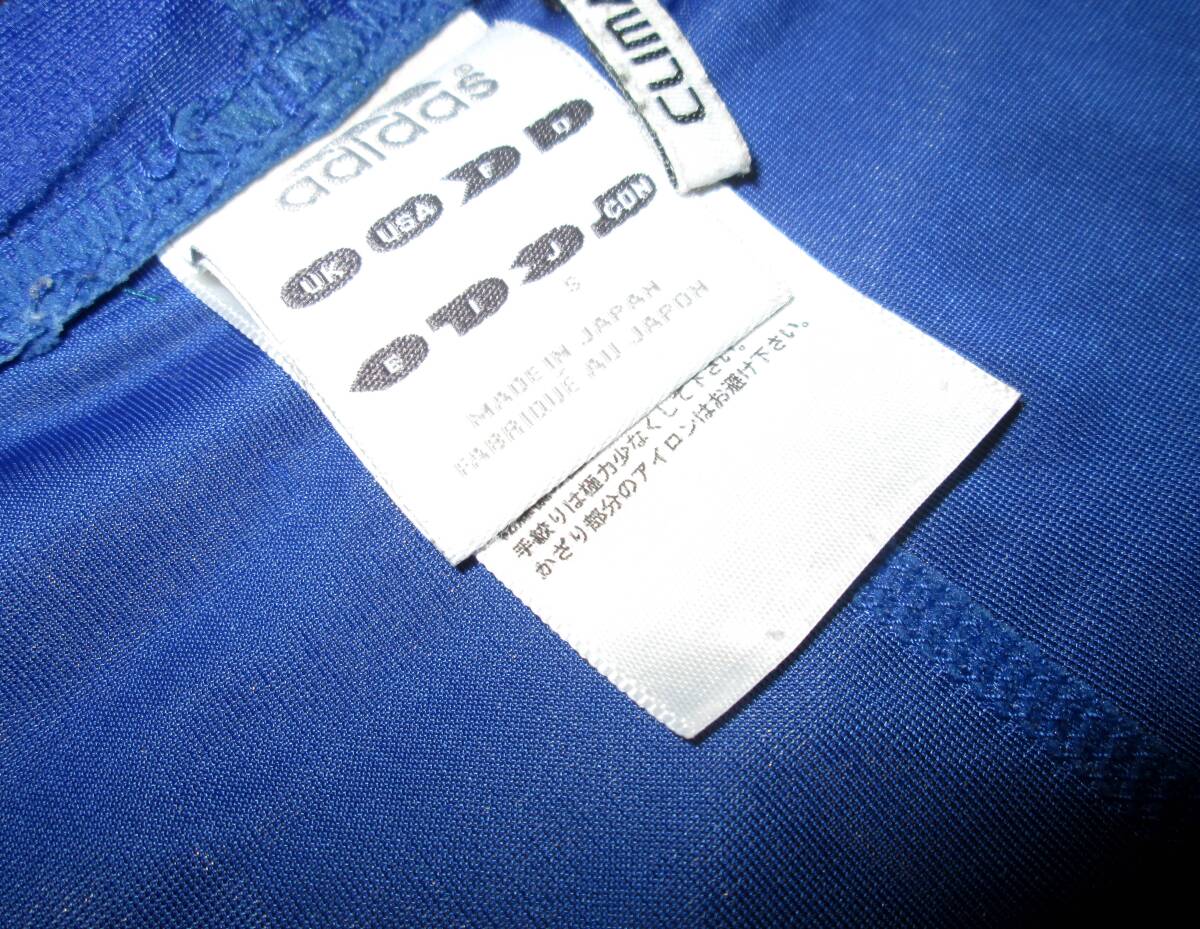 CLIMA
adidas
UK USA F D
E I J CDN
S
MADE IN JAPAN
FABRIQUÉ AU JAPON
手絞りは極力少なくして下さい。
かざり部分のアイロンはお避け下さい。